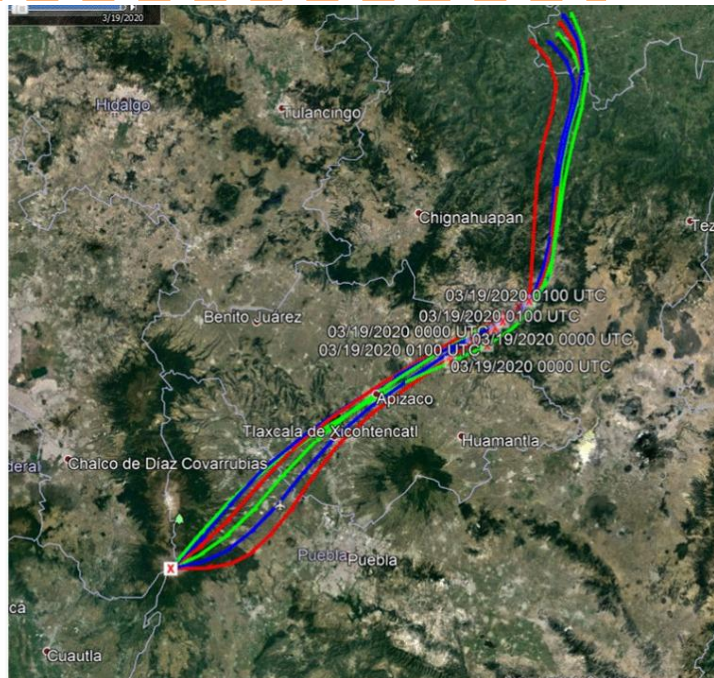 3/19/2020
Hidalgo
Tulancingo
Chignahuapan
Tez
03/19/2020 0100 UTC
Benito Juárez
03/19/2020 0100 UTC
03/19/2020 0000 UTC
03/19/2020 0000 UTC
03/19/2020 0100 UTC
03/19/2020 0000 UTC
Apizaco
Tlaxcala de Xicohtencatl
Huamantla
deral
Chalco de Díaz Covarrubias
Puebla
Puebla
X
cá
Cuautla